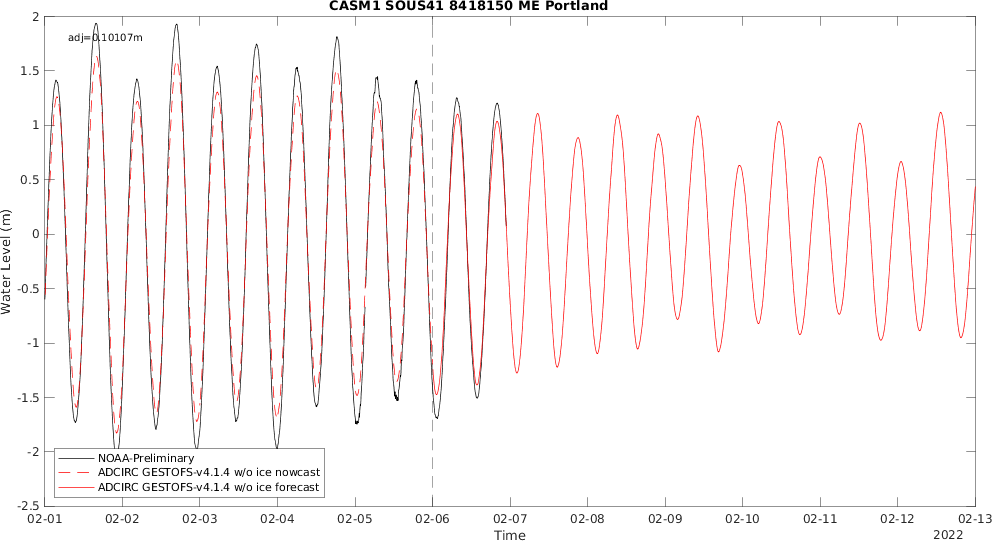 CASM1 SOUS41 8418150 ME Portland
adj=0.10107m
2
1.5
1
0.5
0
-0.5
-1
-1.5
-2
-2.5
Water Level (m)
NOAA-Preliminary
ADCIRC GESTOFS-v4.1.4 w/o ice nowcast
ADCIRC GESTOFS-v4.1.4 w/o ice forecast
02-01 02-02 02-03 02-04 02-05 02-06 02-07 02-08 02-09 02-10 02-11 02-12 02-13
Time
2022